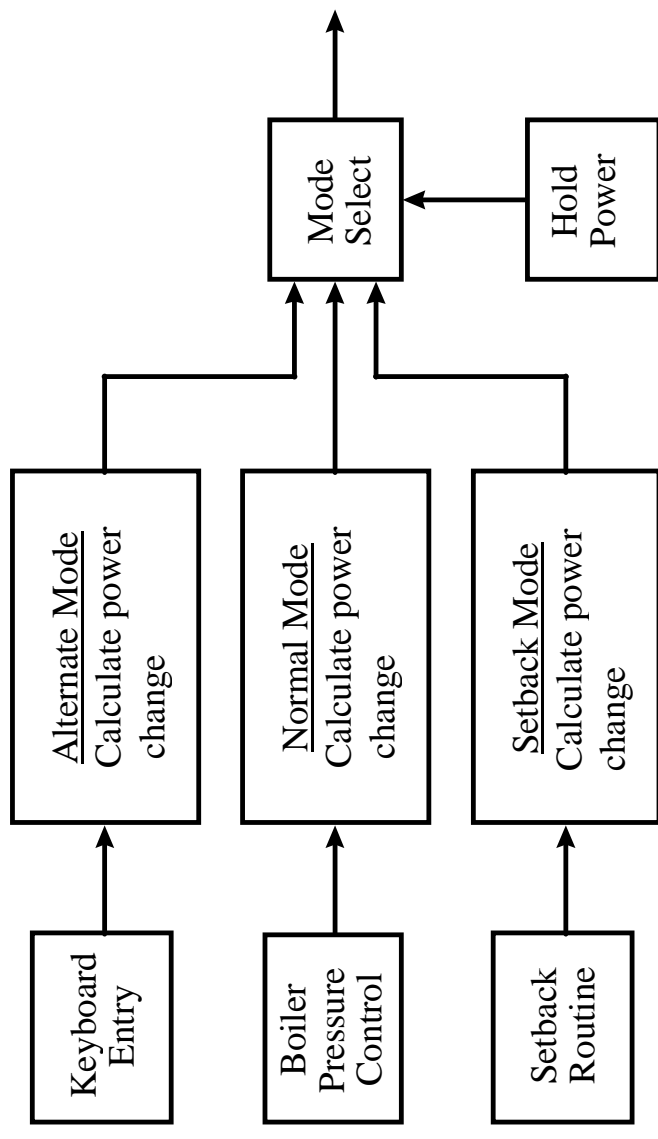 Keyboard
Entry
Alternate Mode
Calculate power
change
Boiler
Pressure
Control
Normal Mode
Calculate power
change
Setback
Routine
Setback Mode
Calculate power
change
Mode
Select
Hold
Power